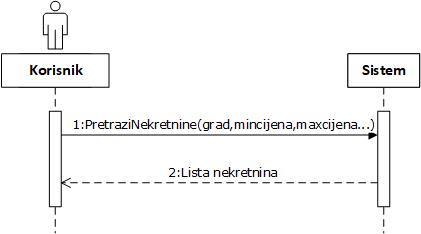 Korisnik
Sistem
1:PretraziNekretnine(grad,mincijena,maxcijena...)
2:Lista nekretnina